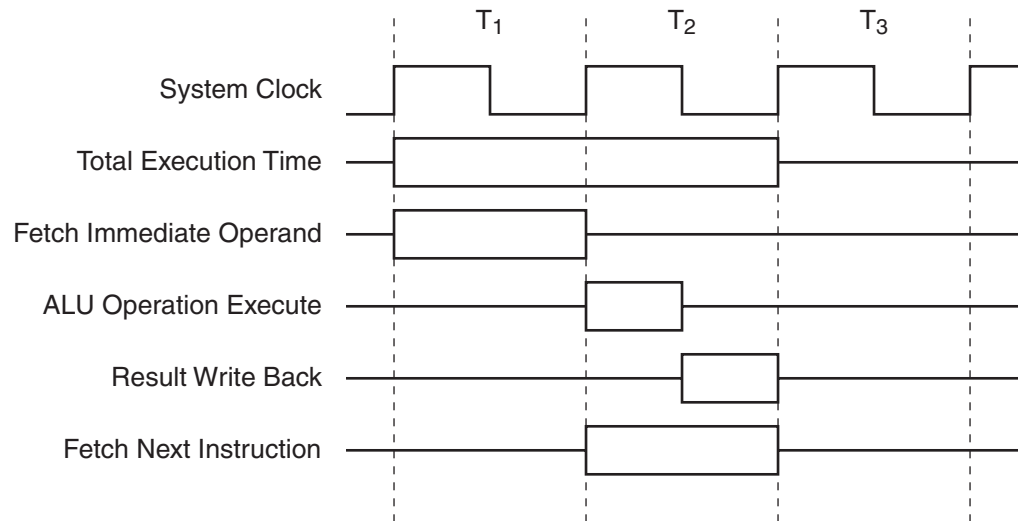 T1 T2 T3
System Clock
Total Execution Time
Fetch Immediate Operand
ALU Operation Execute
Result Write Back
Fetch Next Instruction